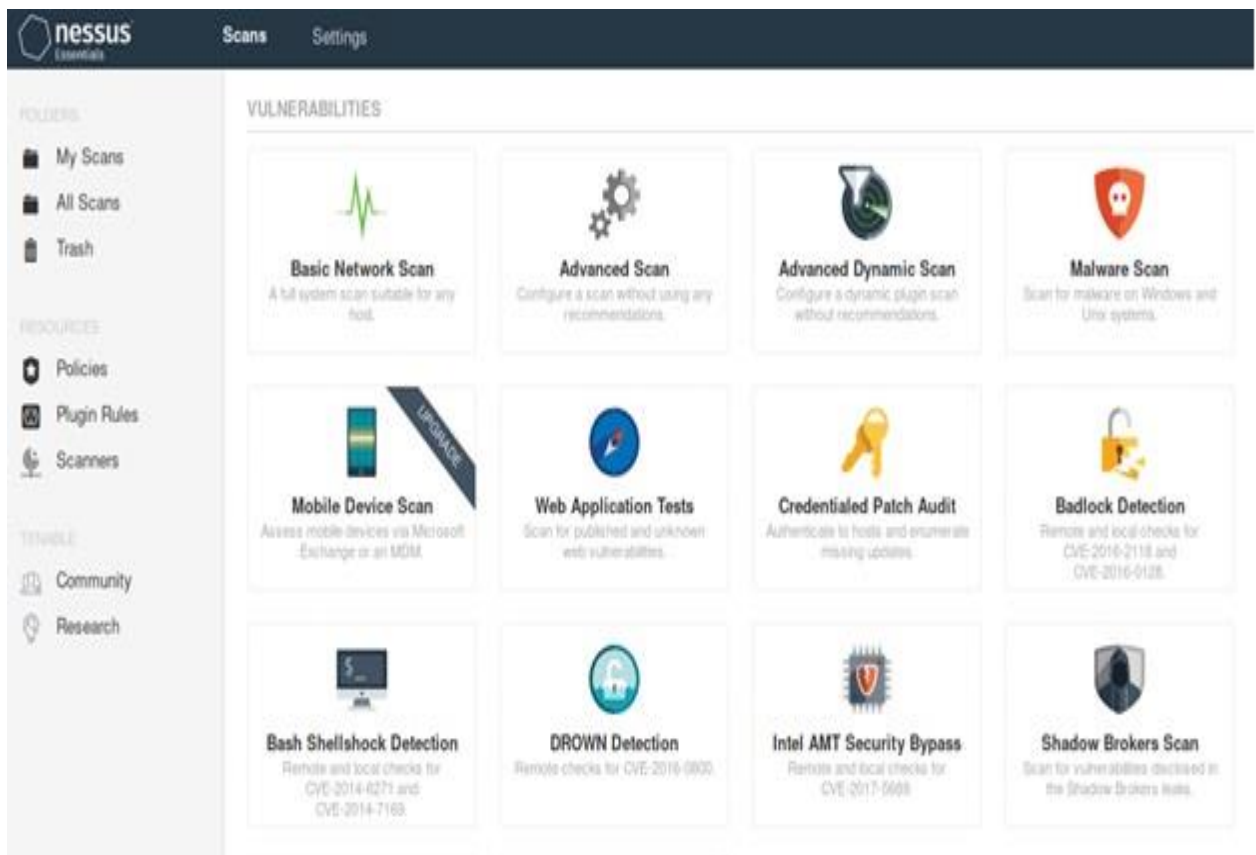 nessus
Essentials
Scans
Settings
FOLDERS
My Scans
All Scans
Trash
RESOURCES
Policies
Plugin Rules
Scanners
TENABLE
Community
Research
VULNERABILITIES
Basic Network Scan
A full system scan suitable for any
host.
Advanced Scan
Configure a scan without using any
recommendations.
Advanced Dynamic Scan
Configure a dynamic plugin scan
without recommendations.
Malware Scan
Scan for malware on Windows and
Unix systems.
UPGRADE
Mobile Device Scan
Assess mobile devices via Microsoft
Exchange or an MDM.
Web Application Tests
Scan for published and unknown
web vulnerabilities.
Credentialed Patch Audit
Authenticate to hosts and enumerate
missing updates.
Badlock Detection
Remote and local checks for
CVE-2016-2118 and
CVE-2016-0128.
$_
Bash Shellshock Detection
Remote and local checks for
CVE-2014-6271 and
CVE-2014-7169.
DROWN Detection
Remote checks for CVE-2016-0800.
Intel AMT Security Bypass
Remote and local checks for
CVE-2017-5689.
Shadow Brokers Scan
Scan for vulnerabilities disclosed in
the Shadow Brokers leaks.